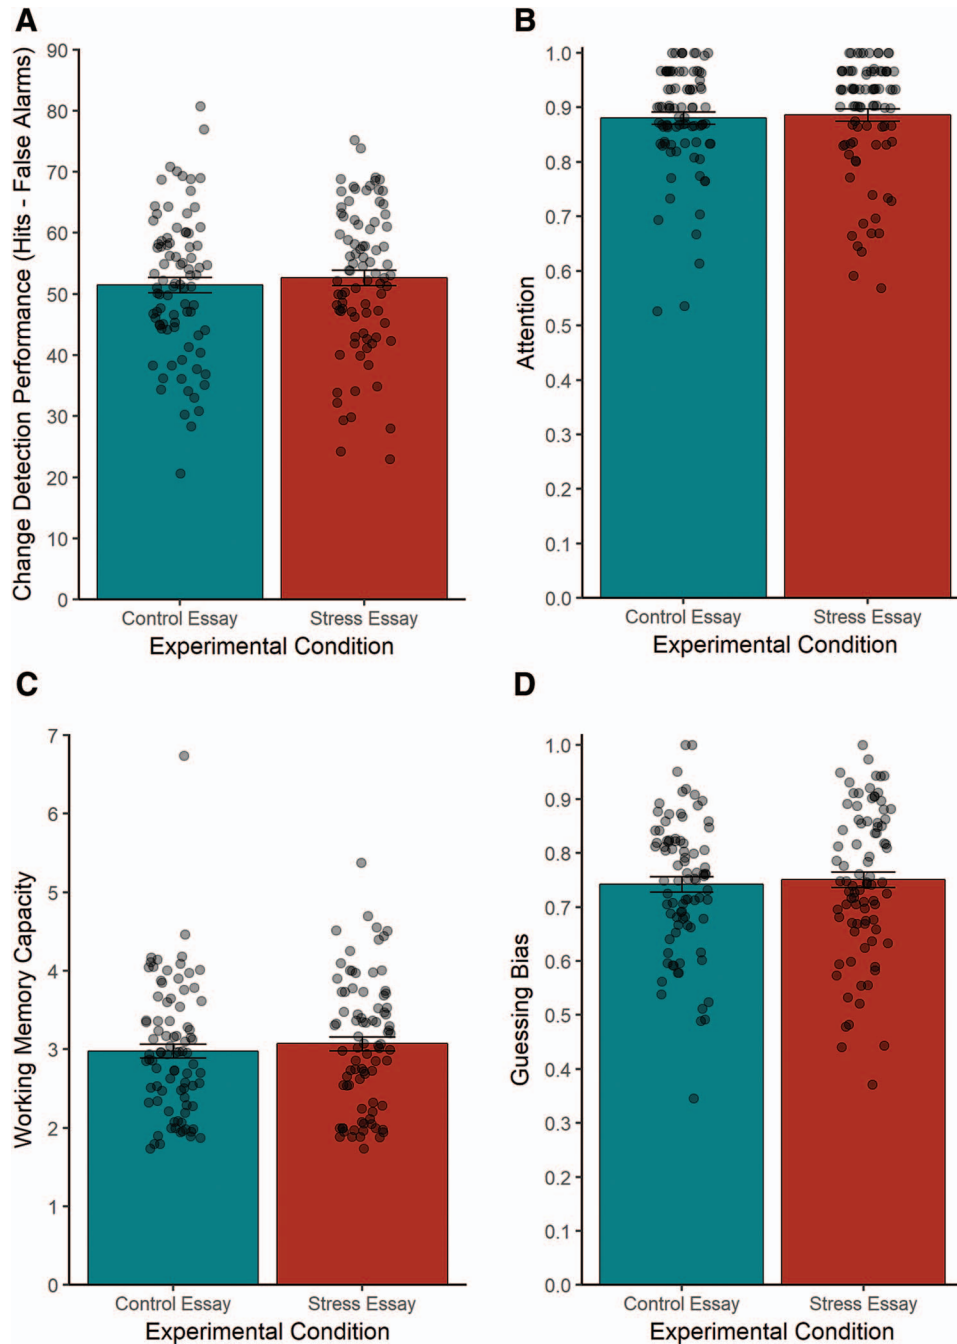 A
Change Detection Performance (Hits - False Alarms)
90
80
70
60
50
40
30
20
10
0
Control Essay Stress Essay
Experimental Condition
B
Attention
1.0
0.9
0.8
0.7
0.6
0.5
0.4
0.3
0.2
0.1
0.0
Control Essay Stress Essay
Experimental Condition
C
Working Memory Capacity
7
6
5
4
3
2
1
0
Control Essay Stress Essay
Experimental Condition
D
Guessing Bias
1.0
0.9
0.8
0.7
0.6
0.5
0.4
0.3
0.2
0.1
0.0
Control Essay Stress Essay
Experimental Condition